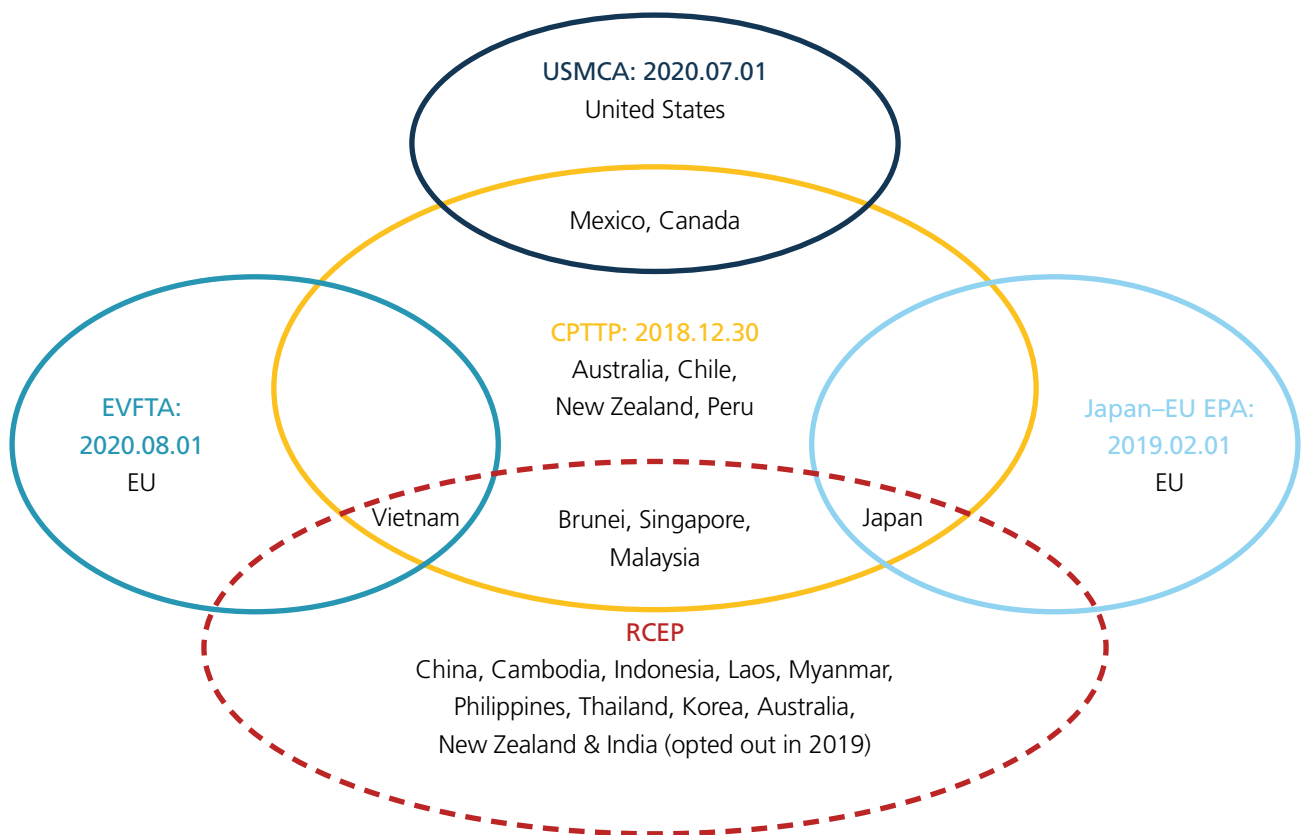 USMCA: 2020.07.01
United States
Mexico, Canada
CPTTP: 2018.12.30
Australia, Chile,
New Zealand, Peru
EVFTA:
2020.08.01
EU
Japan–EU EPA:
2019.02.01
EU
Vietnam
Brunei, Singapore,
Malaysia
Japan
RCEP
China, Cambodia, Indonesia, Laos, Myanmar,
Philippines, Thailand, Korea, Australia,
New Zealand & India (opted out in 2019)